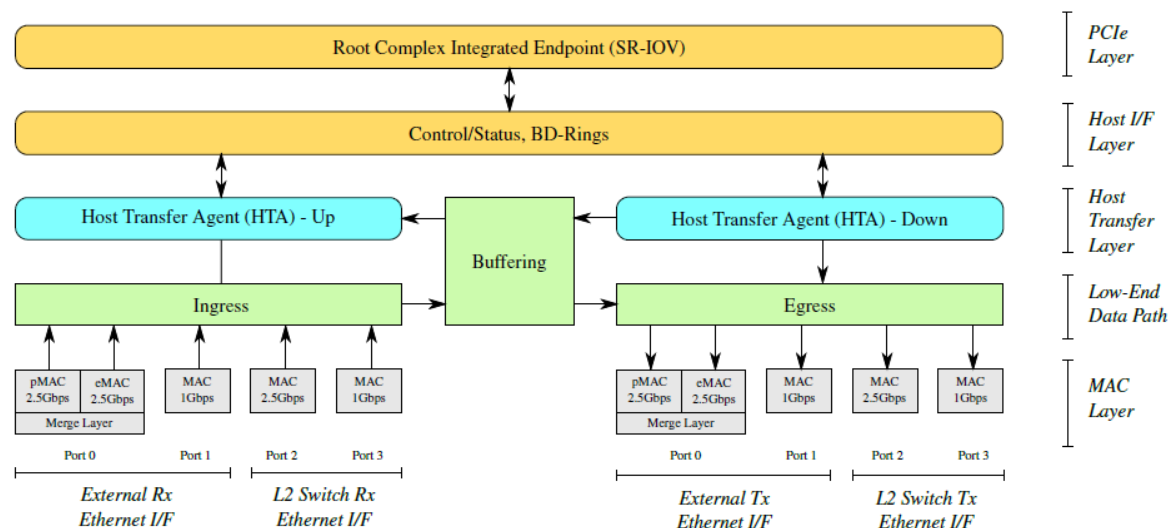 Root Complex Integrated Endpoint (SR-IOV)
PCIe
Layer
Control/Status, BD-Rings
Host I/F
Layer
Host Transfer Agent (HTA) - Up
Buffering
Host Transfer Agent (HTA) - Down
Host
Transfer
Layer
Ingress
Egress
Low-End
Data Path
pMAC
2.5Gbps
eMAC
2.5Gbps
Merge Layer
MAC
1Gbps
MAC
2.5Gbps
MAC
1Gbps
pMAC
2.5Gbps
eMAC
2.5Gbps
Merge Layer
MAC
1Gbps
MAC
2.5Gbps
MAC
1Gbps
MAC
Layer
Port 0
Port 1
Port 2
Port 3
Port 0
Port 1
Port 2
Port 3
External Rx
Ethernet I/F
L2 Switch Rx
Ethernet I/F
External Tx
Ethernet I/F
L2 Switch Tx
Ethernet I/F